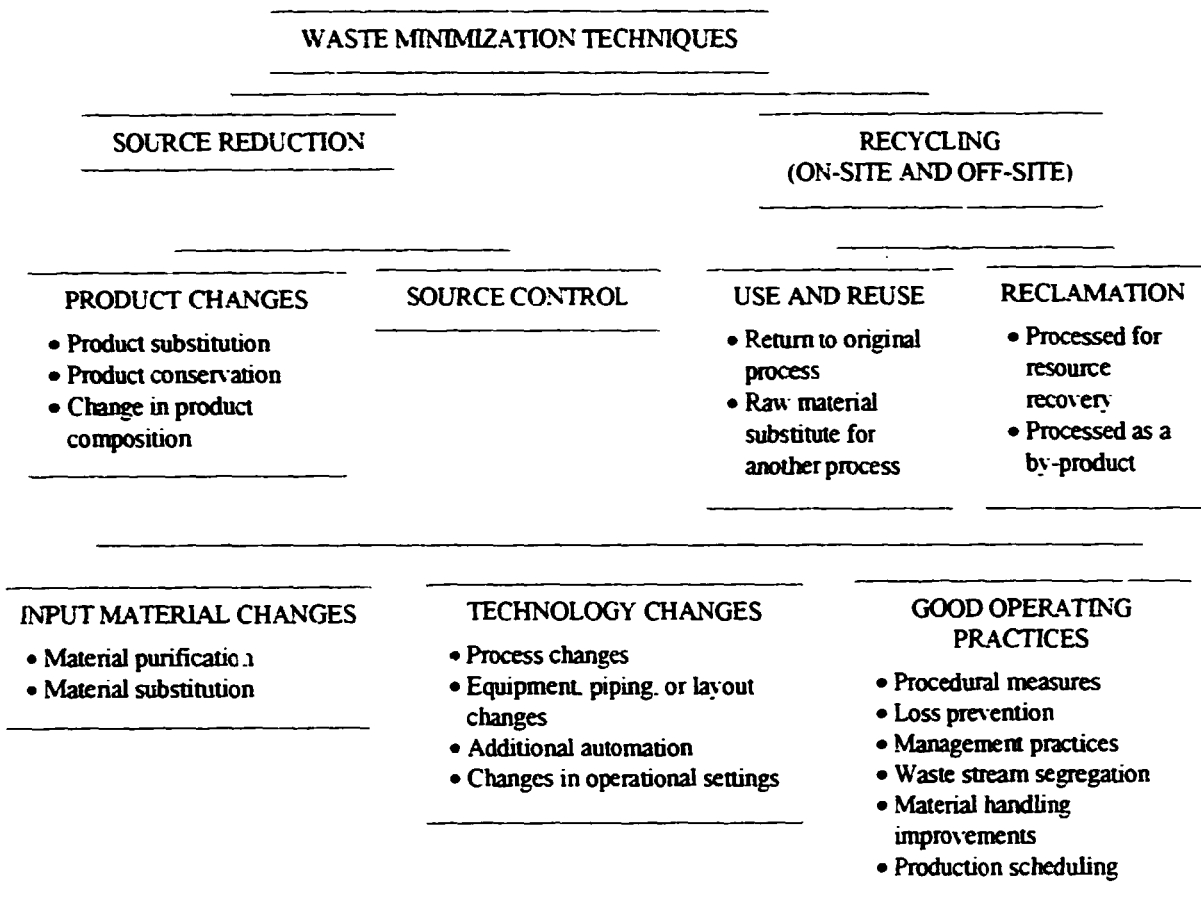 WASTE MINIMIZATION TECHNIQUES
SOURCE REDUCTION
RECYCLING
(ON-SITE AND OFF-SITE)
PRODUCT CHANGES
• Product substitution
• Product conservation
• Change in product
composition
SOURCE CONTROL
USE AND REUSE
• Return to original
process
• Raw material
substitute for
another process
RECLAMATION
• Processed for
resource
recovery
• Processed as a
by-product
INPUT MATERIAL CHANGES
• Material purification
• Material substitution
TECHNOLOGY CHANGES
• Process changes
• Equipment, piping, or layout
changes
• Additional automation
• Changes in operational settings
GOOD OPERATING
PRACTICES
• Procedural measures
• Loss prevention
• Management practices
• Waste stream segregation
• Material handling
improvements
• Production scheduling